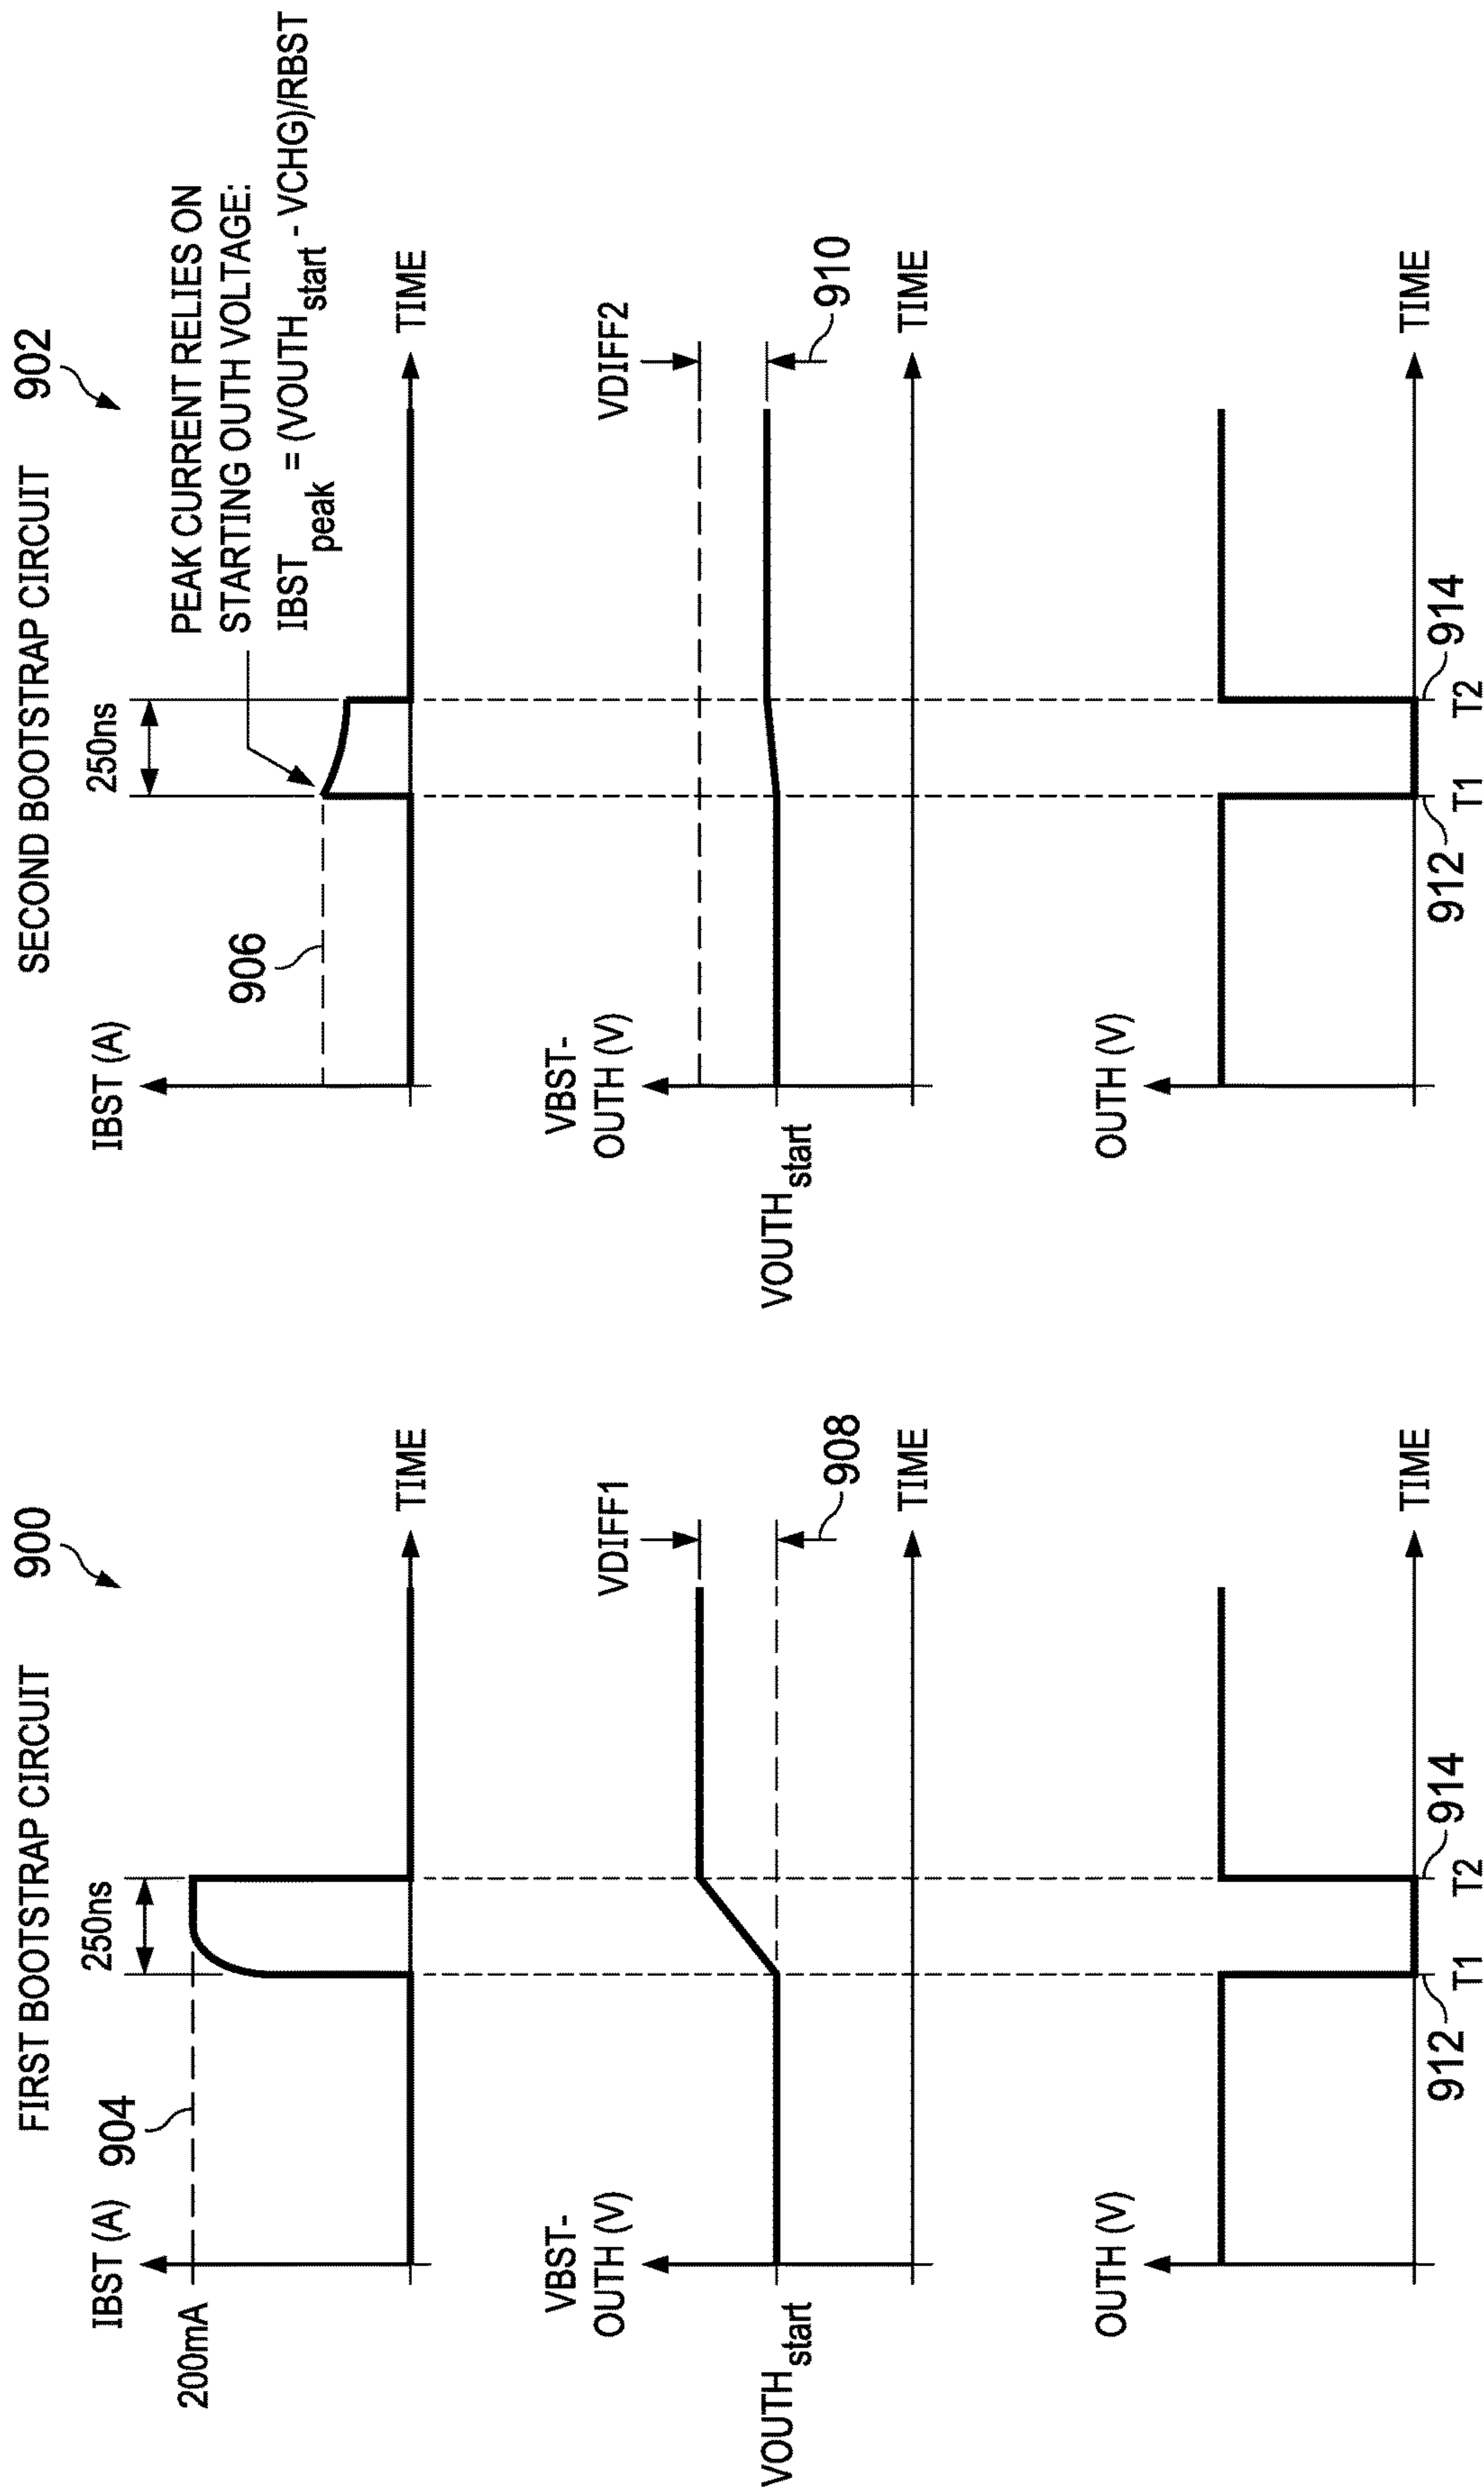 FIRST BOOTSTRAP CIRCUIT 900
IBST (A) 904
250ns
200mA
TIME
VBST-
OUTH (V)
VDIFF1
VOUTHstart
908
TIME
OUTH (V)
TIME
912
T1
T2
914
SECOND BOOTSTRAP CIRCUIT 902
IBST (A)
250ns
PEAK CURRENT RELIES ON
STARTING OUTH VOLTAGE:
IBSTpeak = (VOUTHstart - VCHG)/RBST
906
TIME
VBST-
OUTH (V)
VDIFF2
VOUTHstart
910
TIME
OUTH (V)
TIME
912
T1
T2
914